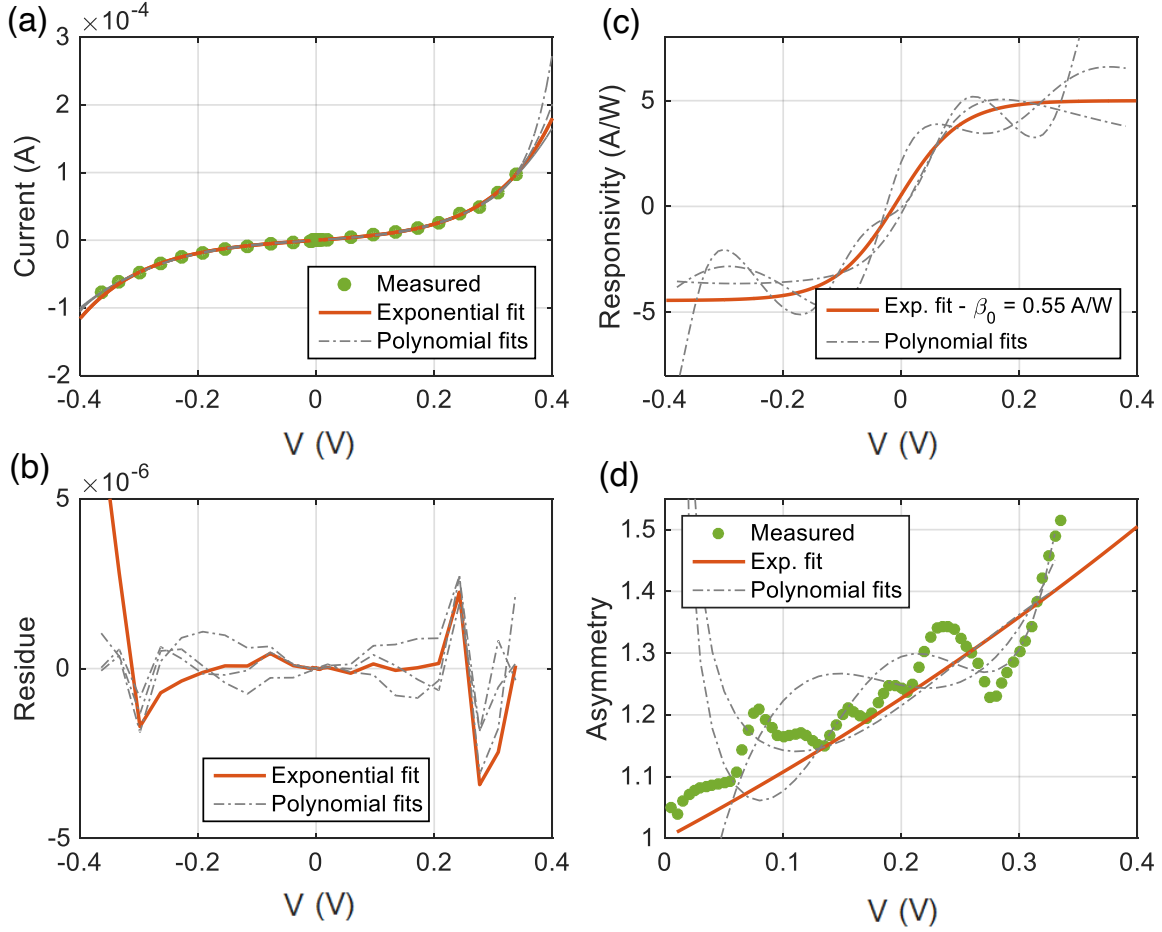 (a)
×10⁻⁴
3
2
1
0
-1
-2
Current (A)
Measured
Exponential fit
Polynomial fits
-0.4
-0.2
0
0.2
0.4
V (V)
(c)
5
0
-5
Responsivity (A/W)
Exp. fit - β₀ = 0.55 A/W
Polynomial fits
-0.4
-0.2
0
0.2
0.4
V (V)
(b)
×10⁻⁶
5
0
-5
Residue
Exponential fit
Polynomial fits
-0.4
-0.2
0
0.2
0.4
V (V)
(d)
1.5
1.4
1.3
1.2
1.1
1
Asymmetry
Measured
Exp. fit
Polynomial fits
0
0.1
0.2
0.3
0.4
V (V)